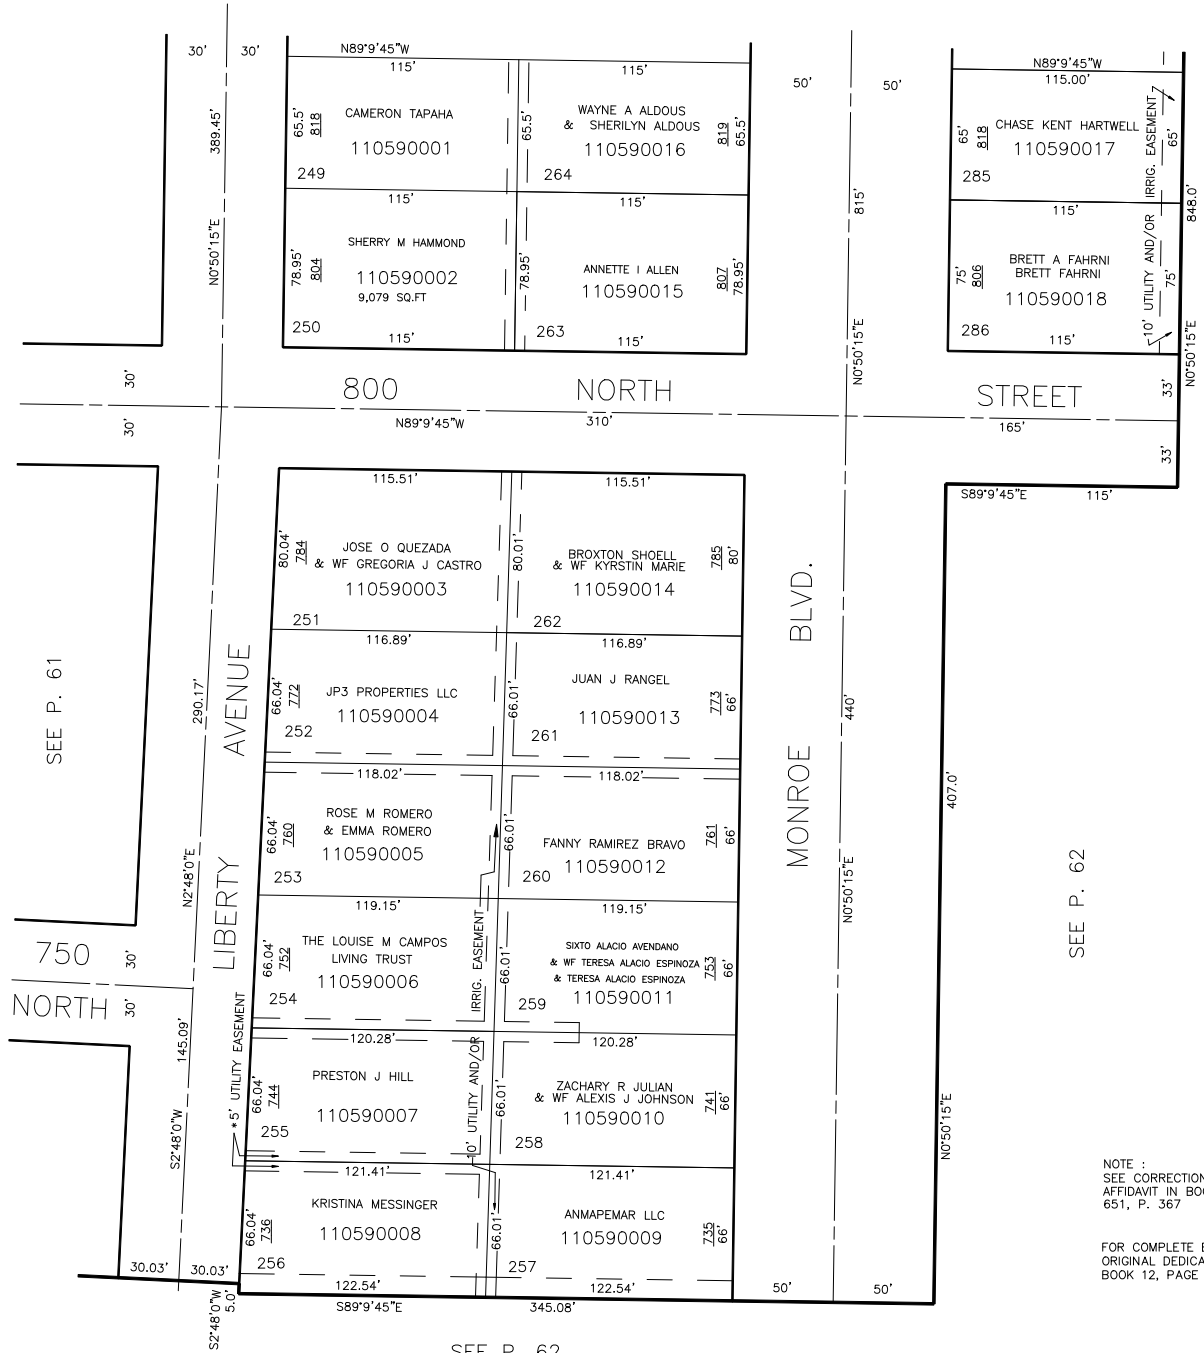 30'
30'
N89°9'45"W
115'
115'
50'
50'
N89°9'45"W
115.00'
389.45'
N0°50'15"E
65.5'
818
CAMERON TAPAHA
110590001
249
65.5'
WAYNE A ALDOUS
& SHERILYN ALDOUS
110590016
264
819
65.5'
815'
N0°50'15"E
65'
818
CHASE KENT HARTWELL
110590017
285
65'
10' UTILITY AND/OR IRRIG. EASEMENT
848.0'
N0°50'15"E
115'
115'
115'
78.95'
804
SHERRY M HAMMOND
110590002
9,079 SQ.FT
250
115'
78.95'
ANNETTE I ALLEN
110590015
263
115'
807
78.95'
75'
806
BRETT A FAHRNI
BRETT FAHRNI
110590018
286
115'
75'
30'
30'
800 NORTH STREET
N89°9'45"W
310'
165'
33'
33'
S89°9'45"E
115'
115.51'
115.51'
80.04'
784
JOSE O QUEZADA
& WF GREGORIA J CASTRO
110590003
251
80.01'
BROXTON SHOELL
& WF KYRSTIN MARIE
110590014
262
785
80'
116.89'
116.89'
66.04'
772
JP3 PROPERTIES LLC
110590004
252
66.01'
JUAN J RANGEL
110590013
261
773
66'
118.02'
118.02'
66.04'
760
ROSE M ROMERO
& EMMA ROMERO
110590005
253
66.01'
FANNY RAMIREZ BRAVO
110590012
260
761
66'
119.15'
119.15'
66.04'
752
THE LOUISE M CAMPOS
LIVING TRUST
110590006
254
66.01'
SIXTO ALACIO AVENDANO
& WF TERESA ALACIO ESPINOZA
& TERESA ALACIO ESPINOZA
110590011
259
753
66'
120.28'
120.28'
66.04'
744
PRESTON J HILL
110590007
255
66.01'
ZACHARY R JULIAN
& WF ALEXIS J JOHNSON
110590010
258
741
66'
121.41'
121.41'
66.04'
736
KRISTINA MESSINGER
110590008
256
66.01'
ANMAPEMAR LLC
110590009
257
735
66'
122.54'
122.54'
S89°9'45"E
345.08'
10' UTILITY AND/OR IRRIG. EASEMENT
*5' UTILITY EASEMENT
LIBERTY AVENUE
290.17'
N2°48'0"E
SEE P. 61
750
NORTH
30'
30'
145.09'
S2°48'0"W
30.03'
30.03'
S2°48'0"W
5.0'
MONROE BLVD.
440'
N0°50'15"E
407.0'
N0°50'15"E
50'
50'
SEE P. 62
SEE P. 62
NOTE :
SEE CORRECTION
AFFIDAVIT IN BOO
651, P. 367
FOR COMPLETE E
ORIGINAL DEDICA
BOOK 12, PAGE